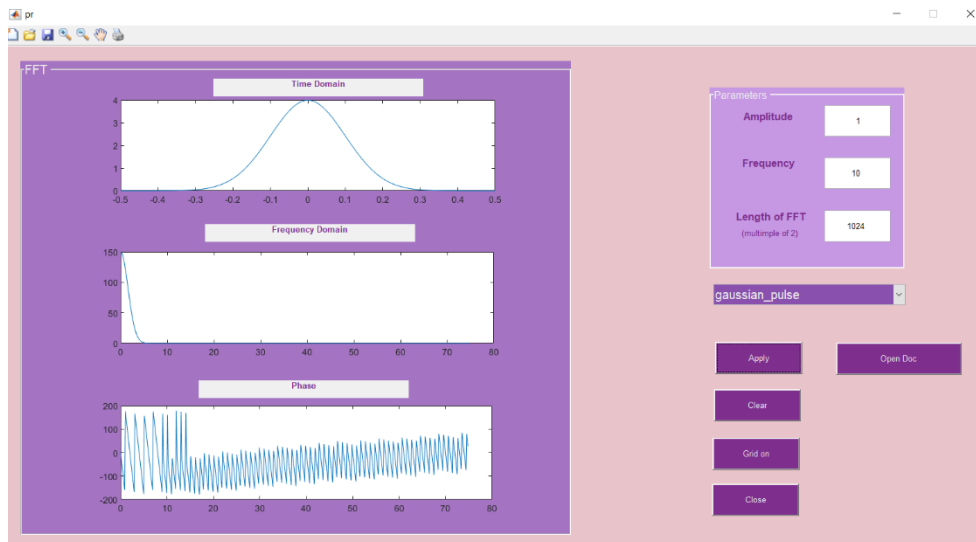 pr
FFT
Time Domain
4
3
2
1
0
-0.5 -0.4 -0.3 -0.2 -0.1 0 0.1 0.2 0.3 0.4 0.5
Frequency Domain
150
100
50
0
0 10 20 30 40 50 60 70 80
Phase
200
100
0
-100
-200
0 10 20 30 40 50 60 70 80
Parameters
Amplitude 1
Frequency 10
Length of FFT 1024
(multimple of 2)
gaussian_pulse
Apply Open Doc
Clear
Grid on
Close